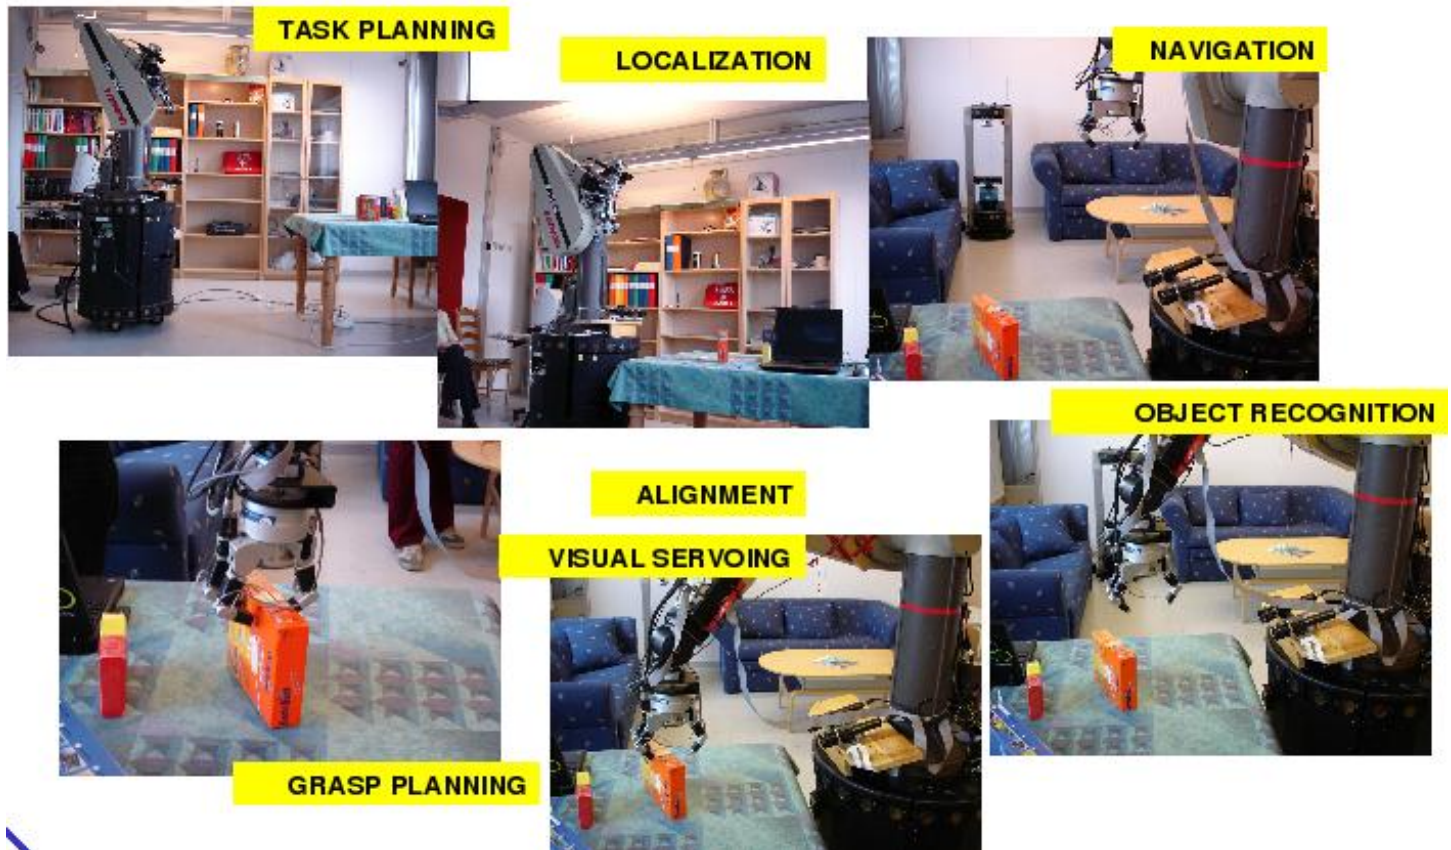 TASK PLANNING
LOCALIZATION
NAVIGATION
OBJECT RECOGNITION
ALIGNMENT
VISUAL SERVOING
GRASP PLANNING